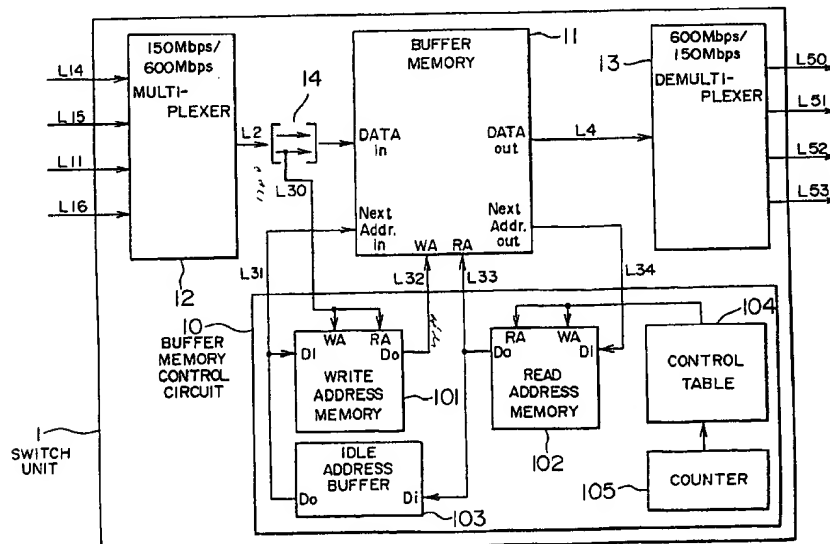 11
150Mbps/
600Mbps
MULTI-
PLEXER
12
L14
L15
L11
L16
L2
14
L30
BUFFER
MEMORY
DATA
in
DATA
out
Next
Addr.
in
WA
RA
Next
Addr.
out
L4
600Mbps/
150Mbps
DEMULTI-
PLEXER
13
L50
L51
L52
L53
L31
L32
L33
L34
10
BUFFER
MEMORY
CONTROL
CIRCUIT
WA
RA
DI
Do
WRITE
ADDRESS
MEMORY
101
RA
WA
Do
DI
READ
ADDRESS
MEMORY
102
104
CONTROL
TABLE
1
SWITCH
UNIT
IDLE
ADDRESS
BUFFER
Do
Di
103
105
COUNTER